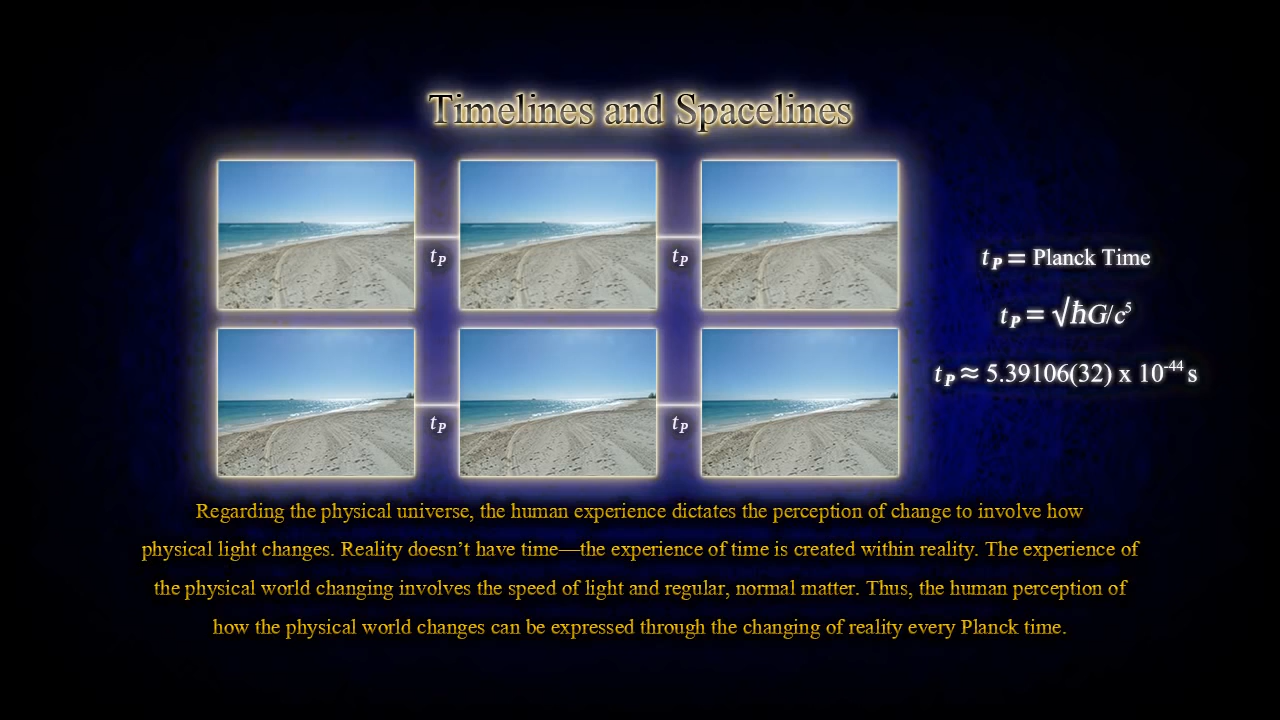 Timelines and Spacelines
tP
tP
tP
tP
tP = Planck Time
tP = √ħG/c⁵
tP ≈ 5.39106(32) x 10⁻⁴⁴ s
Regarding the physical universe, the human experience dictates the perception of change to involve how
physical light changes. Reality doesn’t have time—the experience of time is created within reality. The experience of
the physical world changing involves the speed of light and regular, normal matter. Thus, the human perception of
how the physical world changes can be expressed through the changing of reality every Planck time.